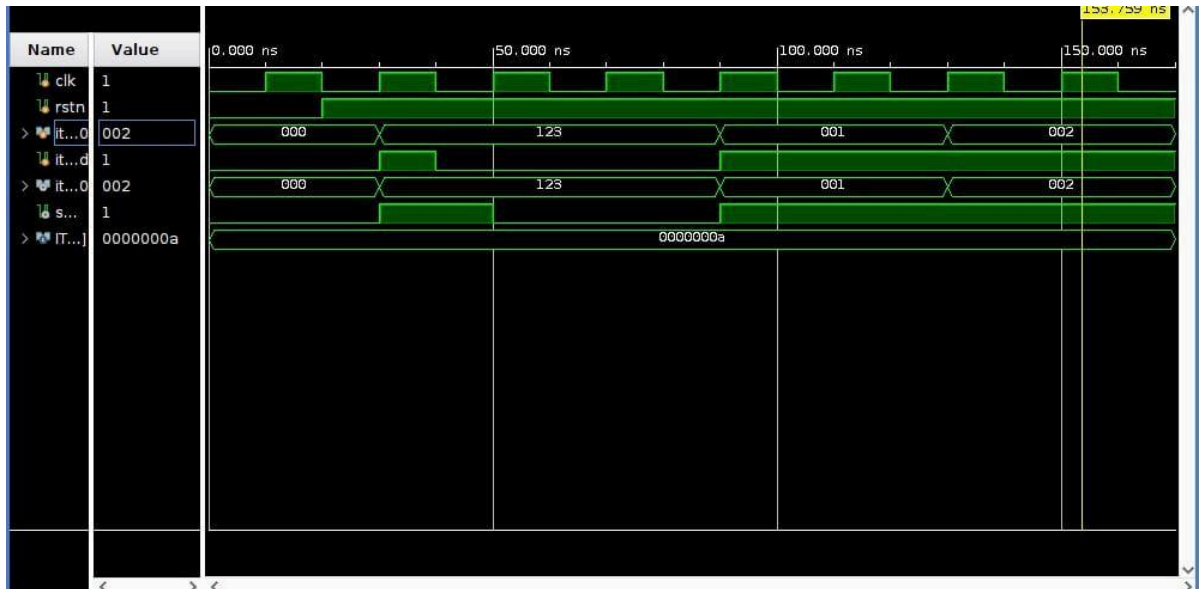 153.759 ns
Name Value 0.000 ns 50.000 ns 100.000 ns 150.000 ns
clk 1
rstn 1
it...0 002 000 123 001 002
it...d 1
it...0 002 000 123 001 002
s... 1
IT...] 0000000a 0000000a